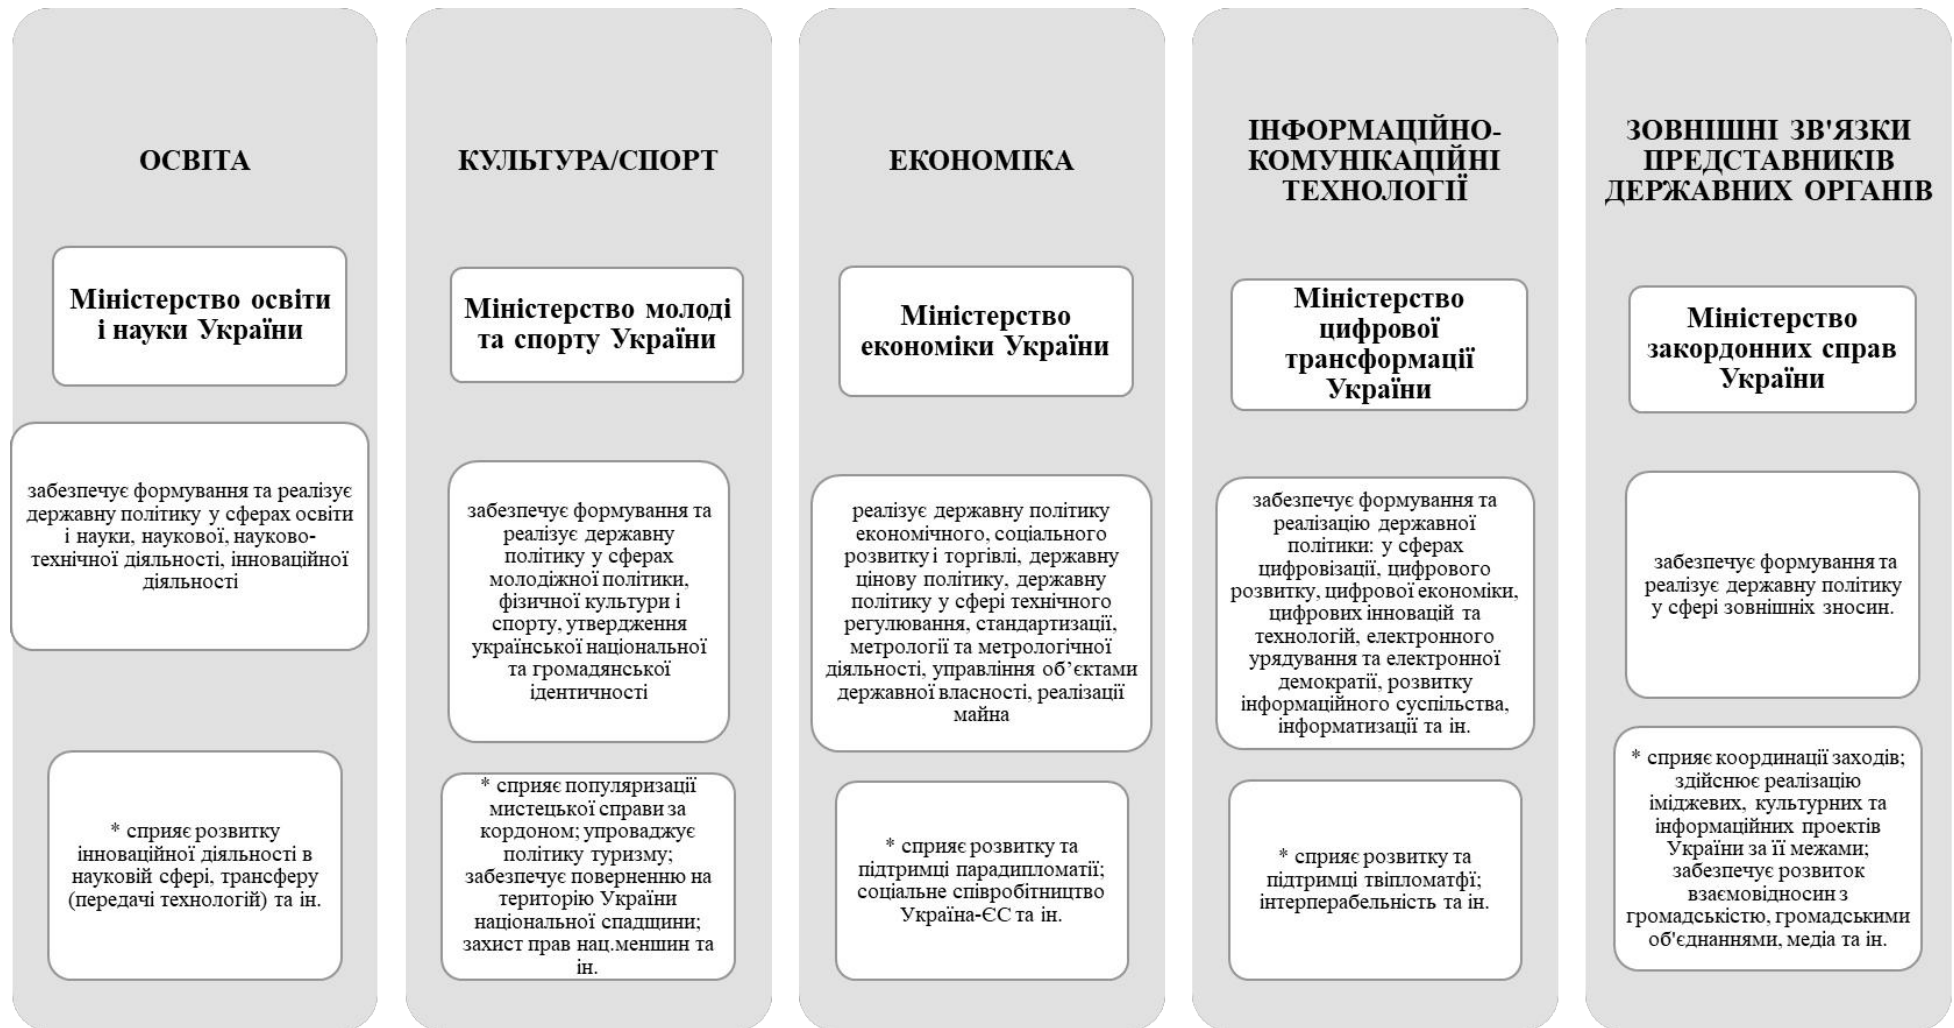 ОСВІТА
Міністерство освіти
і науки України
забезпечує формування та реалізує
державну політику у сферах освіти
і науки, наукової, науково-
технічної діяльності, інноваційної
діяльності
* сприяє розвитку
інноваційної діяльності в
науковій сфері, трансферу
(передачі технологій) та ін.
КУЛЬТУРА/СПОРТ
Міністерство молоді
та спорту України
забезпечує формування та
реалізує державну
політику у сферах
молодіжної політики,
фізичної культури і
спорту, утвердження
української національної
та громадянської
ідентичності
* сприяє популяризації
мистецької справи за
кордоном; упроваджує
політику туризму;
забезпечує поверненню на
територію України
національної спадщини;
захист прав нац.меншин та
ін.
ЕКОНОМІКА
Міністерство
економіки України
реалізує державну політику
економічного, соціального
розвитку і торгівлі, державну
цінову політику, державну
політику у сфері технічного
регулювання, стандартизації,
метрології та метрологічної
діяльності, управління об’єктами
державної власності, реалізації
майна
* сприяє розвитку та
підтримці парадипломатії;
соціальне співробітництво
Україна-ЄС та ін.
ІНФОРМАЦІЙНО-
КОМУНІКАЦІЙНІ
ТЕХНОЛОГІЇ
Міністерство
цифрової
трансформації
України
забезпечує формування та
реалізацію державної
політики: у сферах
цифровізації, цифрового
розвитку, цифрової економіки,
цифрових інновацій та
технологій, електронного
урядування та електронної
демократії, розвитку
інформаційного суспільства,
інформатизації та ін.
* сприяє розвитку та
підтримці твіпломатфї;
інтерперабельність та ін.
ЗОВНІШНІ ЗВ'ЯЗКИ
ПРЕДСТАВНИКІВ
ДЕРЖАВНИХ ОРГАНІВ
Міністерство
закордонних справ
України
забезпечує формування та
реалізує державну політику
у сфері зовнішніх зносин.
* сприяє координації заходів;
здійснює реалізацію
іміджевих, культурних та
інформаційних проектів
України за її межами;
забезпечує розвиток
взаємовідносин з
громадськістю, громадськими
об'єднаннями, медіа та ін.